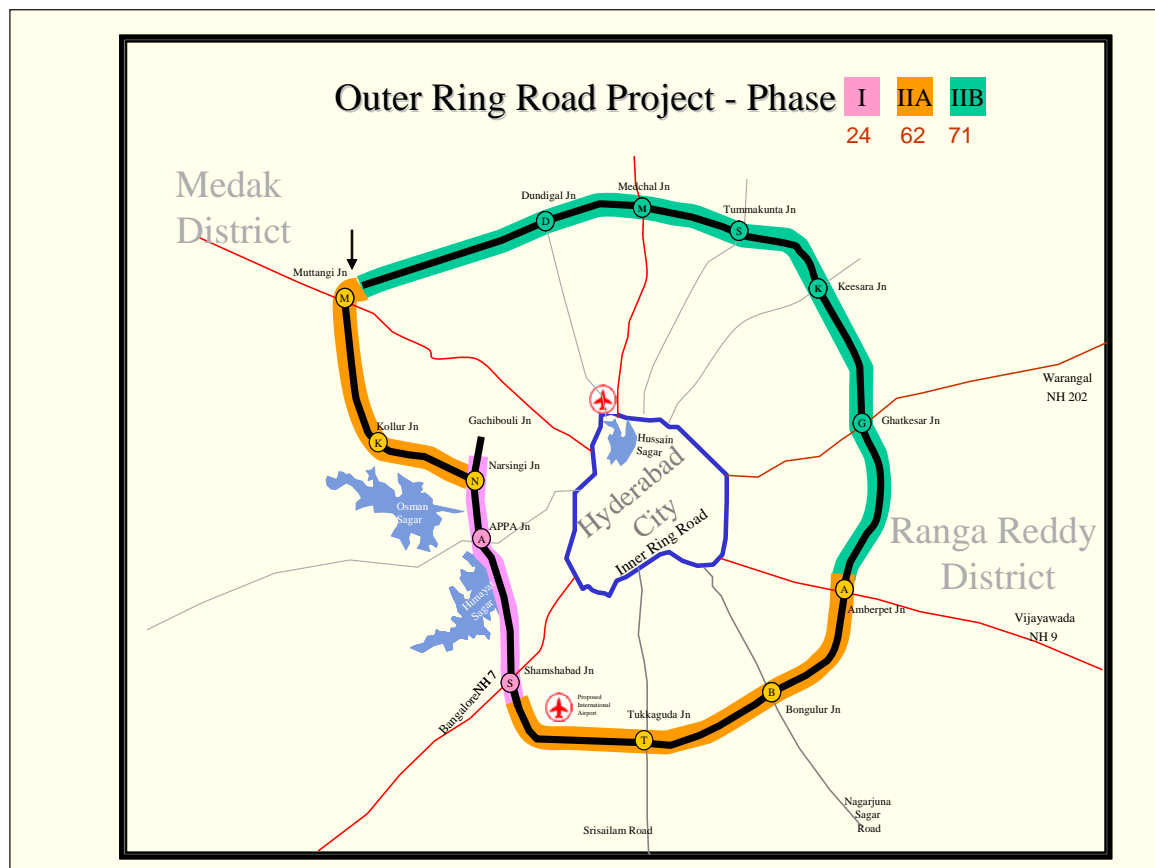 Outer Ring Road Project - Phase I IIA IIB
24 62 71
Medak
District
Dundigal Jn
Medchal Jn
Tummakunta Jn
D
M
S
Muttangi Jn
M
K
Keesara Jn
Warangal
NH 202
Kollur Jn
K
Gachibouli Jn
Hussain
Sagar
G
Ghatkesar Jn
Narsingi Jn
N
Osman
Sagar
APPA Jn
A
Hyderabad
City
Inner Ring Road
Ranga Reddy
District
Himayat
Sagar
A
Amberpet Jn
Vijayawada
NH 9
Shamshabad Jn
S
Bangalore NH 7
Proposed
International
Airport
Tukkaguda Jn
T
B
Bongulur Jn
Srisailam Road
Nagarjuna
Sagar
Road